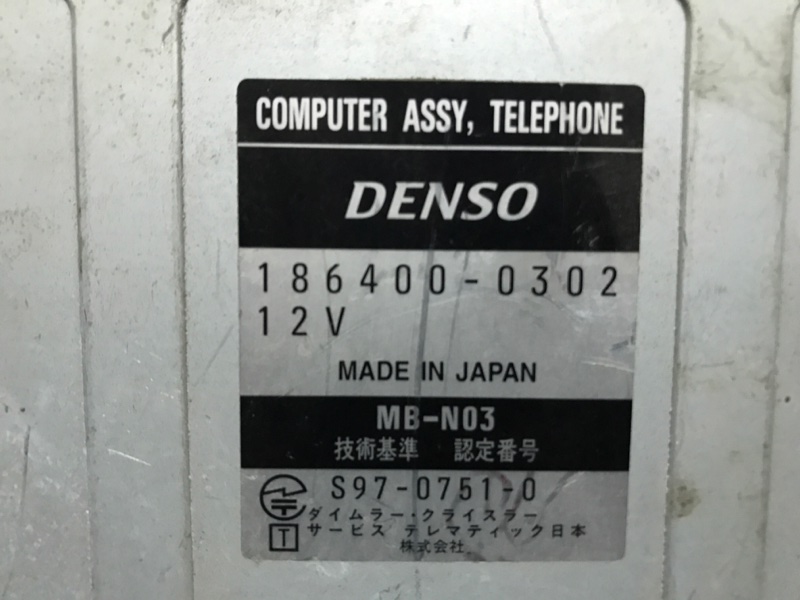 COMPUTER ASSY, TELEPHONE
DENSO
186400-0302
12V
MADE IN JAPAN
MB-N03
技術基準 認定番号
S97-0751-0
T
ダイムラー・クライスラー
サービス テレマティック日本
株式会社